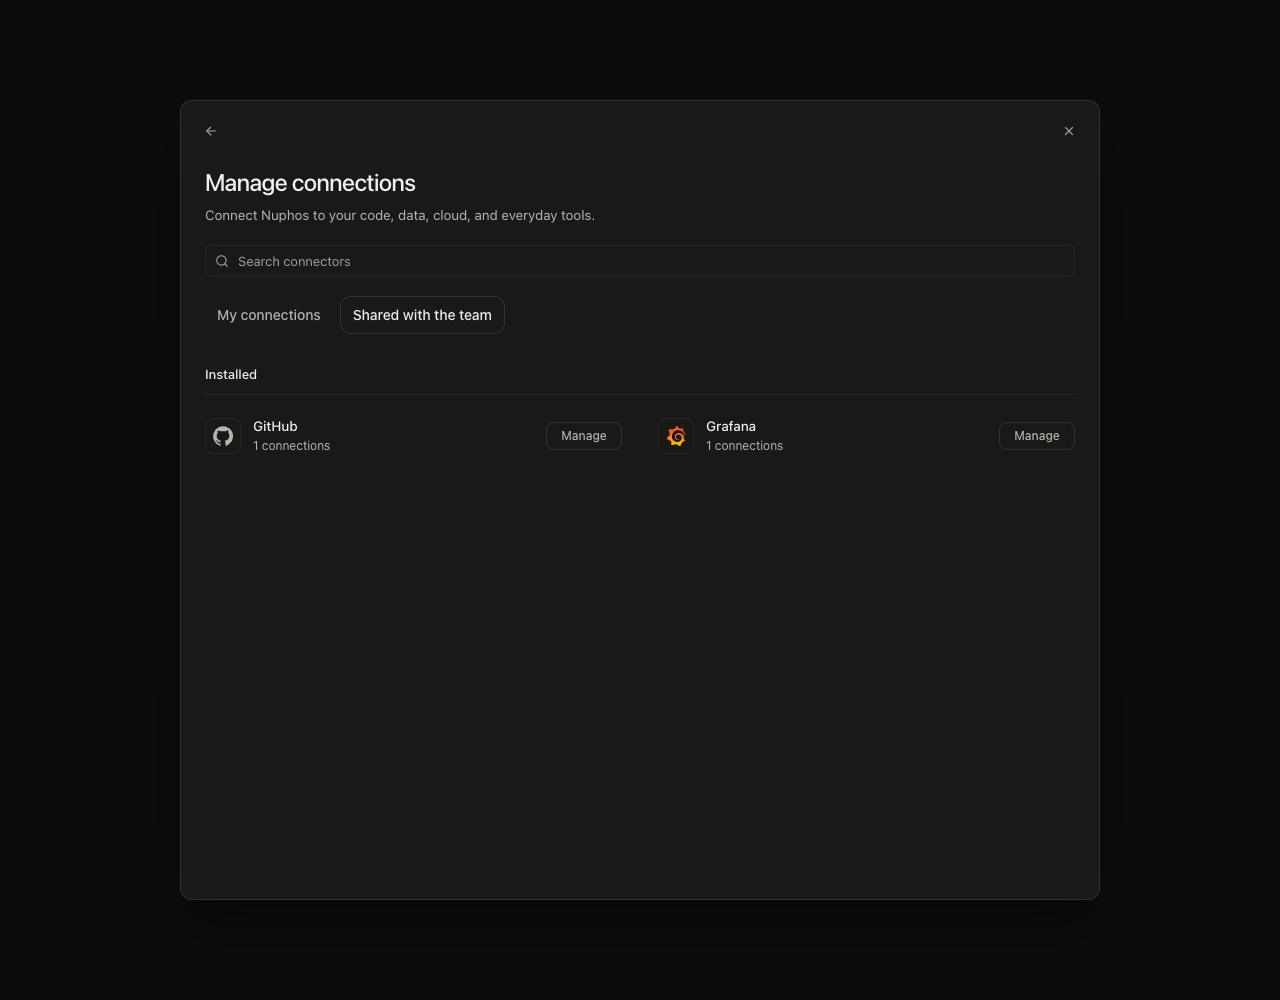 Manage connections
Connect Nuphos to your code, data, cloud, and everyday tools.
Search connectors
My connections
Shared with the team
Installed
GitHub
1 connections
Manage
Grafana
1 connections
Manage